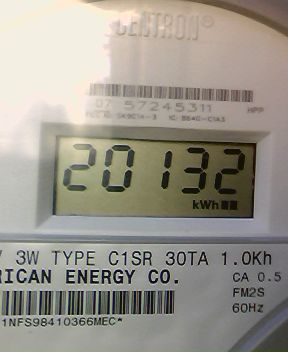 CENTRON®
07 57245311 HPP
20132
kWh
3W TYPE C1SR 30TA 1.0Kh
RICAN ENERGY CO.
CA 0.5
FM2S
60Hz
1NFS98410366MEC*